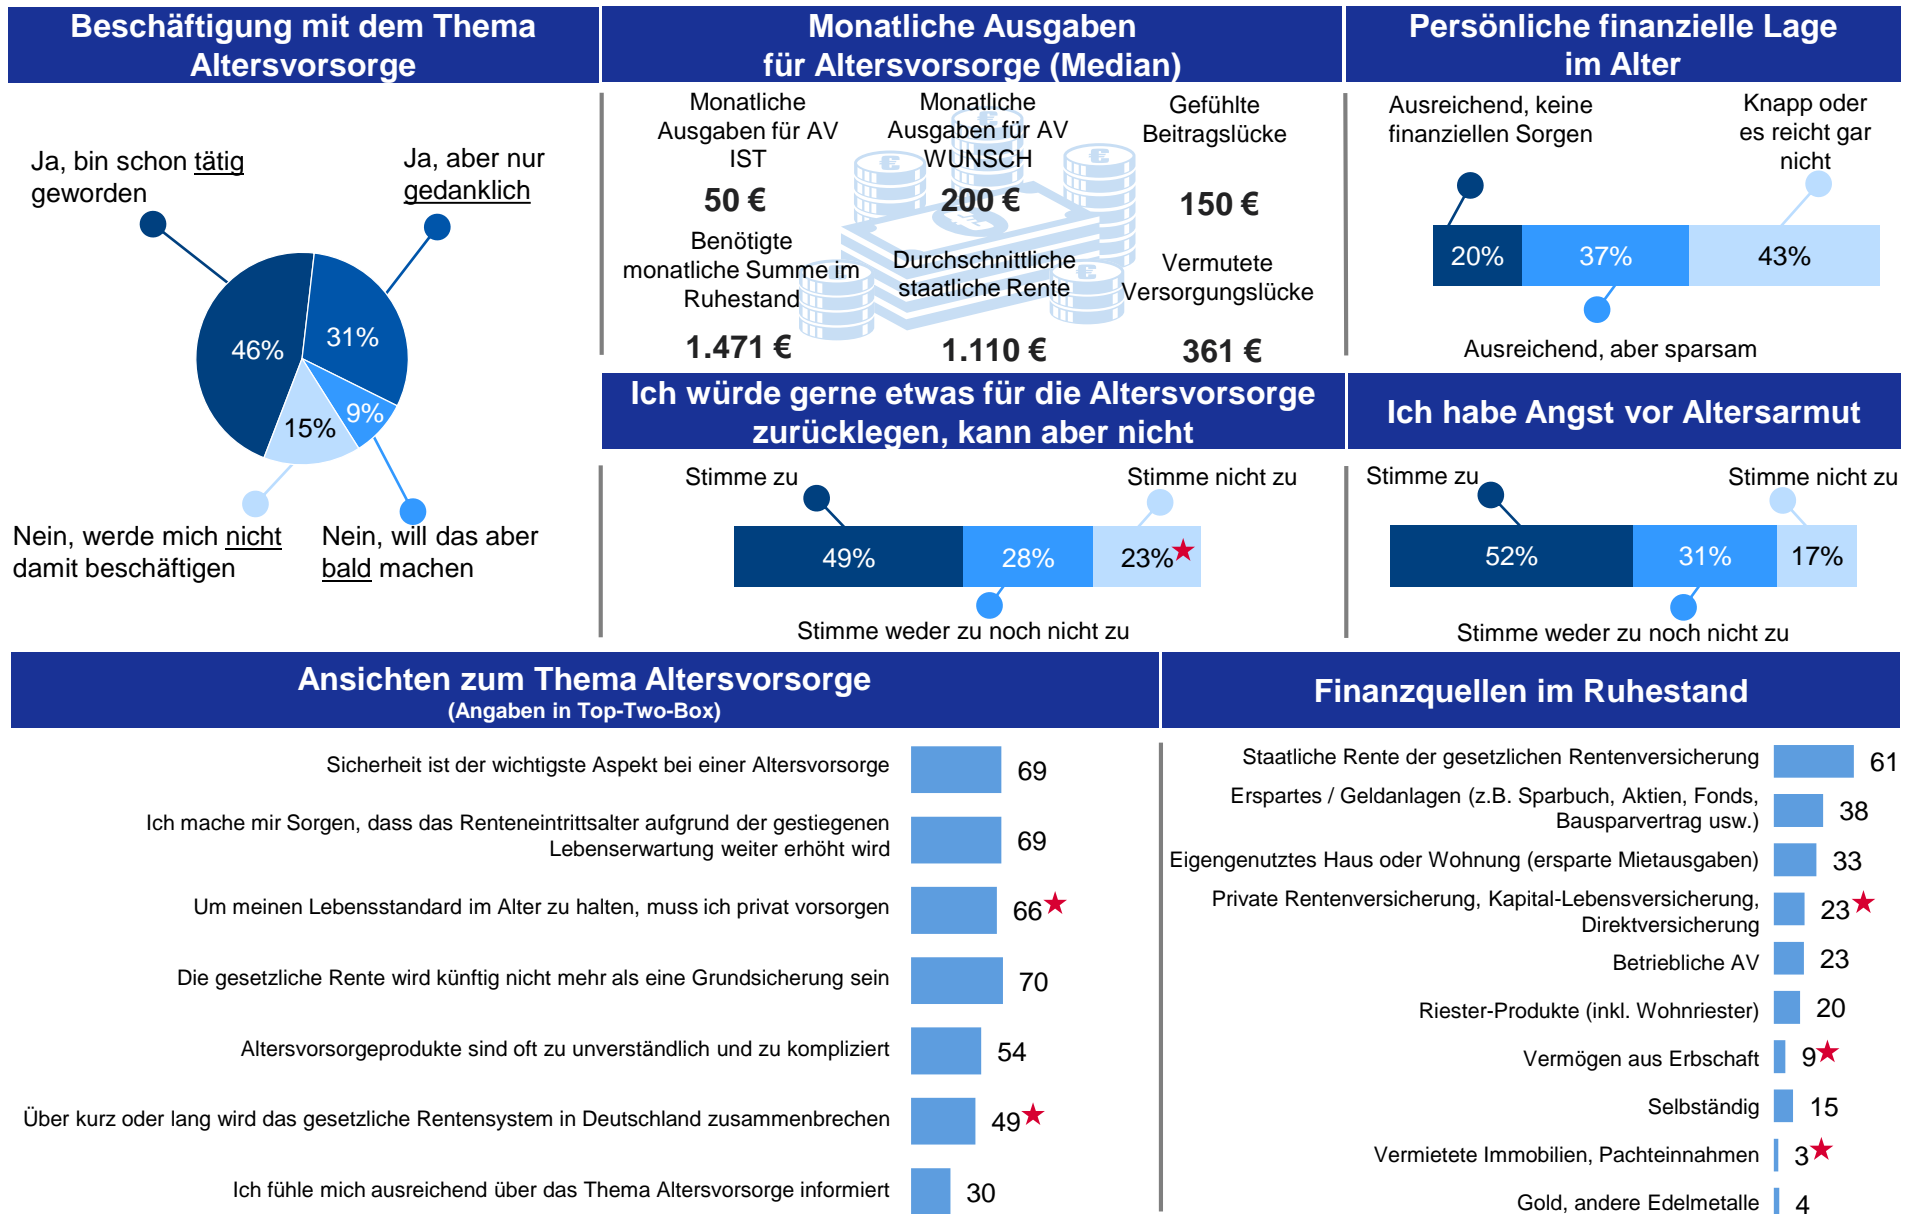 Beschäftigung mit dem Thema
Altersvorsorge
Ja, bin schon tätig
geworden
Ja, aber nur
gedanklich
46%
31%
9%
15%
Nein, werde mich nicht
damit beschäftigen
Nein, will das aber
bald machen
Monatliche Ausgaben
für Altersvorsorge (Median)
Monatliche
Ausgaben für AV
IST
50 €
Monatliche
Ausgaben für AV
WUNSCH
200 €
Gefühlte
Beitragslücke
150 €
Benötigte
monatliche Summe im
Ruhestand
1.471 €
Durchschnittliche
staatliche Rente
1.110 €
Vermutete
Versorgungslücke
361 €
Persönliche finanzielle Lage
im Alter
Ausreichend, keine
finanziellen Sorgen
Knapp oder
es reicht gar
nicht
20%
37%
43%
Ausreichend, aber sparsam
Ich würde gerne etwas für die Altersvorsorge
zurücklegen, kann aber nicht
Stimme zu
Stimme nicht zu
49%
28%
23%
Stimme weder zu noch nicht zu
Ich habe Angst vor Altersarmut
Stimme zu
Stimme nicht zu
52%
31%
17%
Stimme weder zu noch nicht zu
Ansichten zum Thema Altersvorsorge
(Angaben in Top-Two-Box)
Sicherheit ist der wichtigste Aspekt bei einer Altersvorsorge
69
Ich mache mir Sorgen, dass das Renteneintrittsalter aufgrund der gestiegenen
Lebenserwartung weiter erhöht wird
69
Um meinen Lebensstandard im Alter zu halten, muss ich privat vorsorgen
66
Die gesetzliche Rente wird künftig nicht mehr als eine Grundsicherung sein
70
Altersvorsorgeprodukte sind oft zu unverständlich und zu kompliziert
54
Über kurz oder lang wird das gesetzliche Rentensystem in Deutschland zusammenbrechen
49
Ich fühle mich ausreichend über das Thema Altersvorsorge informiert
30
Finanzquellen im Ruhestand
Staatliche Rente der gesetzlichen Rentenversicherung
61
Erspartes / Geldanlagen (z.B. Sparbuch, Aktien, Fonds,
Bausparvertrag usw.)
38
Eigengenutztes Haus oder Wohnung (ersparte Mietausgaben)
33
Private Rentenversicherung, Kapital-Lebensversicherung,
Direktversicherung
23
Betriebliche AV
23
Riester-Produkte (inkl. Wohnriester)
20
Vermögen aus Erbschaft
9
Selbständig
15
Vermietete Immobilien, Pachteinnahmen
3
Gold, andere Edelmetalle
4